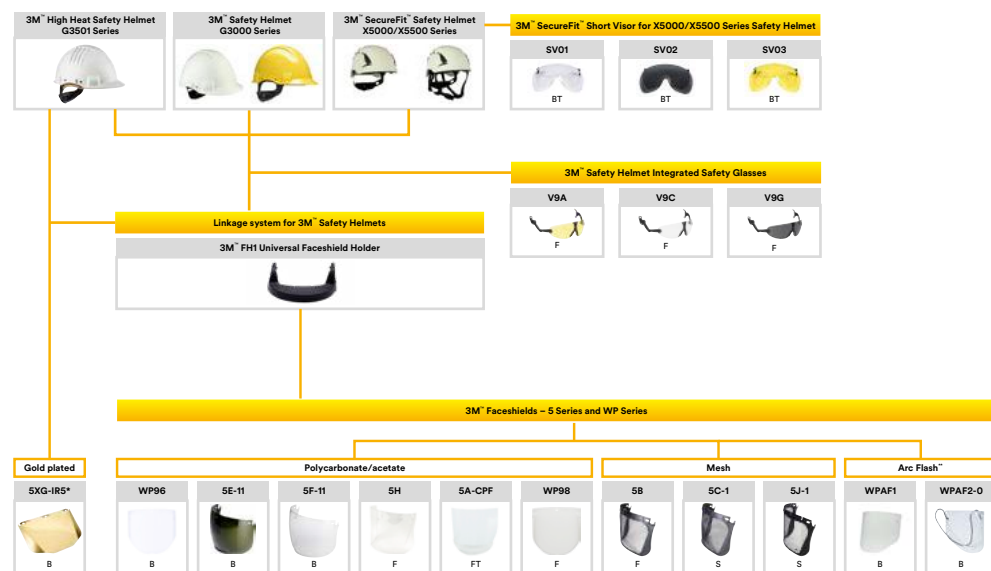 3M™ High Heat Safety Helmet
G3501 Series
3M™ Safety Helmet
G3000 Series
3M™ SecureFit™ Safety Helmet
X5000/X5500 Series
3M™ SecureFit™ Short Visor for X5000/X5500 Series Safety Helmet
SV01
SV02
SV03
BT
BT
BT
3M™ Safety Helmet Integrated Safety Glasses
V9A
V9C
V9G
F
F
F
Linkage system for 3M™ Safety Helmets
3M™ FH1 Universal Faceshield Holder
3M™ Faceshields – 5 Series and WP Series
Gold plated
Polycarbonate/acetate
Mesh
Arc Flash**
5XG-IR5*
WP96
5E-11
5F-11
5H
5A-CPF
WP98
5B
5C-1
5J-1
WPAF1
WPAF2-0
B
B
B
B
F
FT
F
F
S
S
B
B